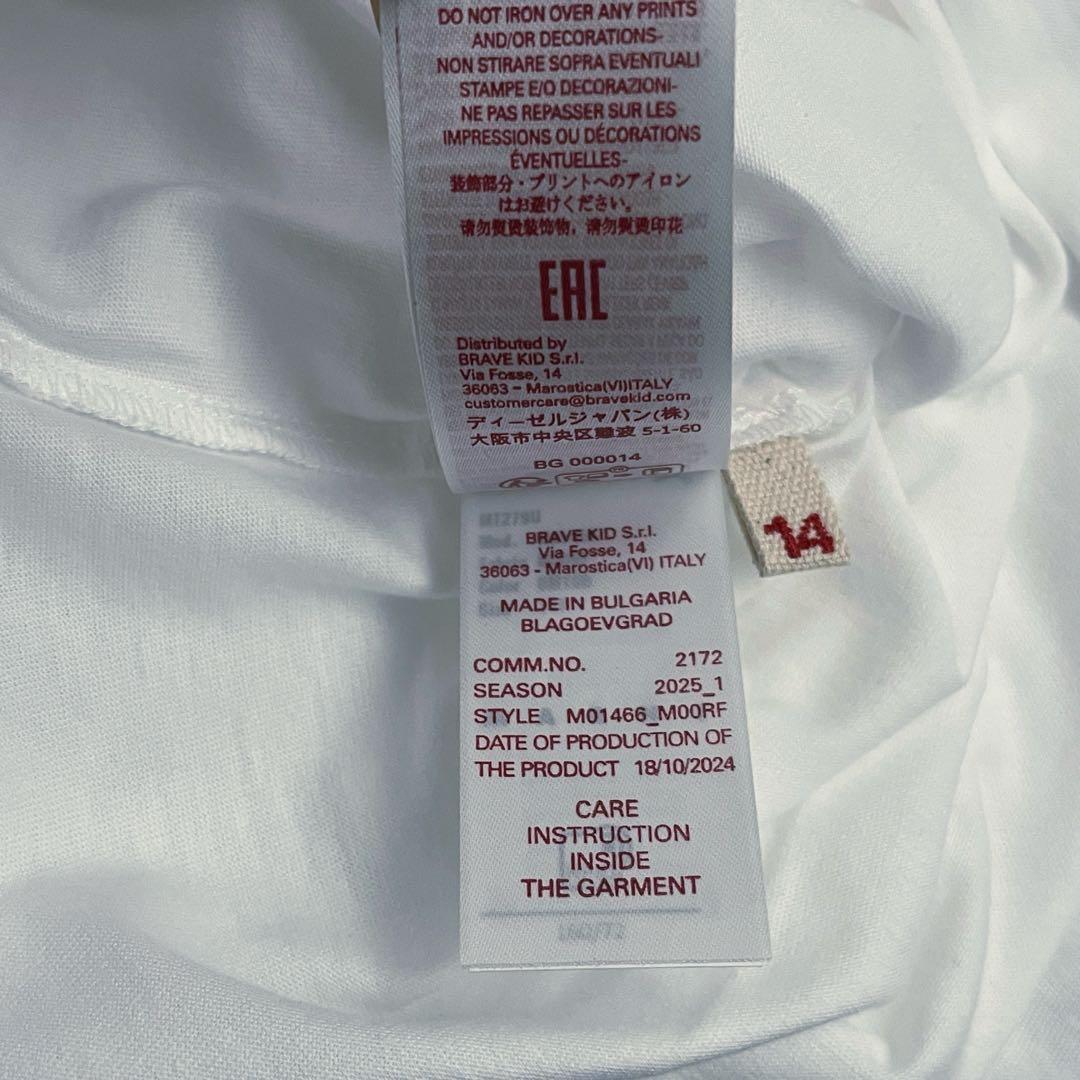 DO NOT IRON OVER ANY PRINTS
AND/OR DECORATIONS-
NON STIRARE SOPRA EVENTUALI
STAMPE E/O DECORAZIONI-
NE PAS REPASSER SUR LES
IMPRESSIONS OU DÉCORATIONS
ÉVENTUELLES-
装飾部分・プリントへのアイロン
はお避けください。
请勿熨烫装饰物，请勿熨烫印花
EAC
Distributed by
BRAVE KID S.r.l.
Via Fosse, 14
36063 - Marostica(VI)ITALY
customercare@bravekid.com
ディーゼルジャパン(株)
大阪市中央区難波 5-1-60
BG 000014
14
BRAVE KID S.r.l.
Via Fosse, 14
36063 - Marostica(VI) ITALY
MADE IN BULGARIA
BLAGOEVGRAD
COMM.NO. 2172
SEASON 2025_1
STYLE M01466_M00RF
DATE OF PRODUCTION OF
THE PRODUCT 18/10/2024
CARE
INSTRUCTION
INSIDE
THE GARMENT